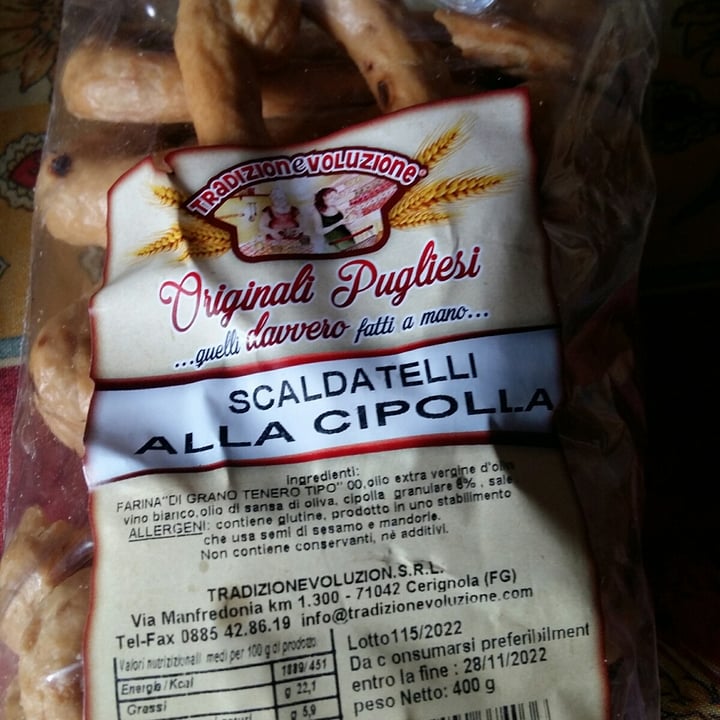 TRADIZIONEVOLUZIONE®
Originali Pugliesi
...quelli davvero fatti a mano...
SCALDATELLI
ALLA CIPOLLA
Ingredienti:
FARINA"DI GRANO TENERO TIPO" 00,olio extra vergine d'oliva
vino bianco,olio di sansa di oliva, cipolla granulare 6% , sale
ALLERGENI: contiene glutine, prodotto in uno stabilimento
che usa semi di sesamo e mandorle.
Non contiene conservanti, nè additivi.
TRADIZIONEVOLUZION.S.R.L.
Via Manfredonia km 1.300 - 71042 Cerignola (FG)
Tel-Fax 0885 42.86.19 info@tradizionevoluzione.com
Valori nutrizizionali medi per 100 g di prodotto
Energia/Kcal 1889/451
Grassi g 22,1
g 5,9
Lotto115/2022
Da c onsumarsi preferibilment
entro la fine : 28/11/2022
peso Netto: 400 g